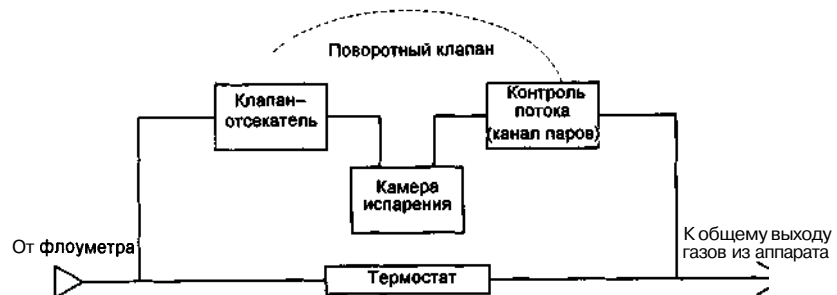 Поворотный клапан
Клапан–
отсекатель
Контроль
потока
(канал паров)
Камера
испарения
От флоуметра
Термостат
К общему выходу
газов из аппарата